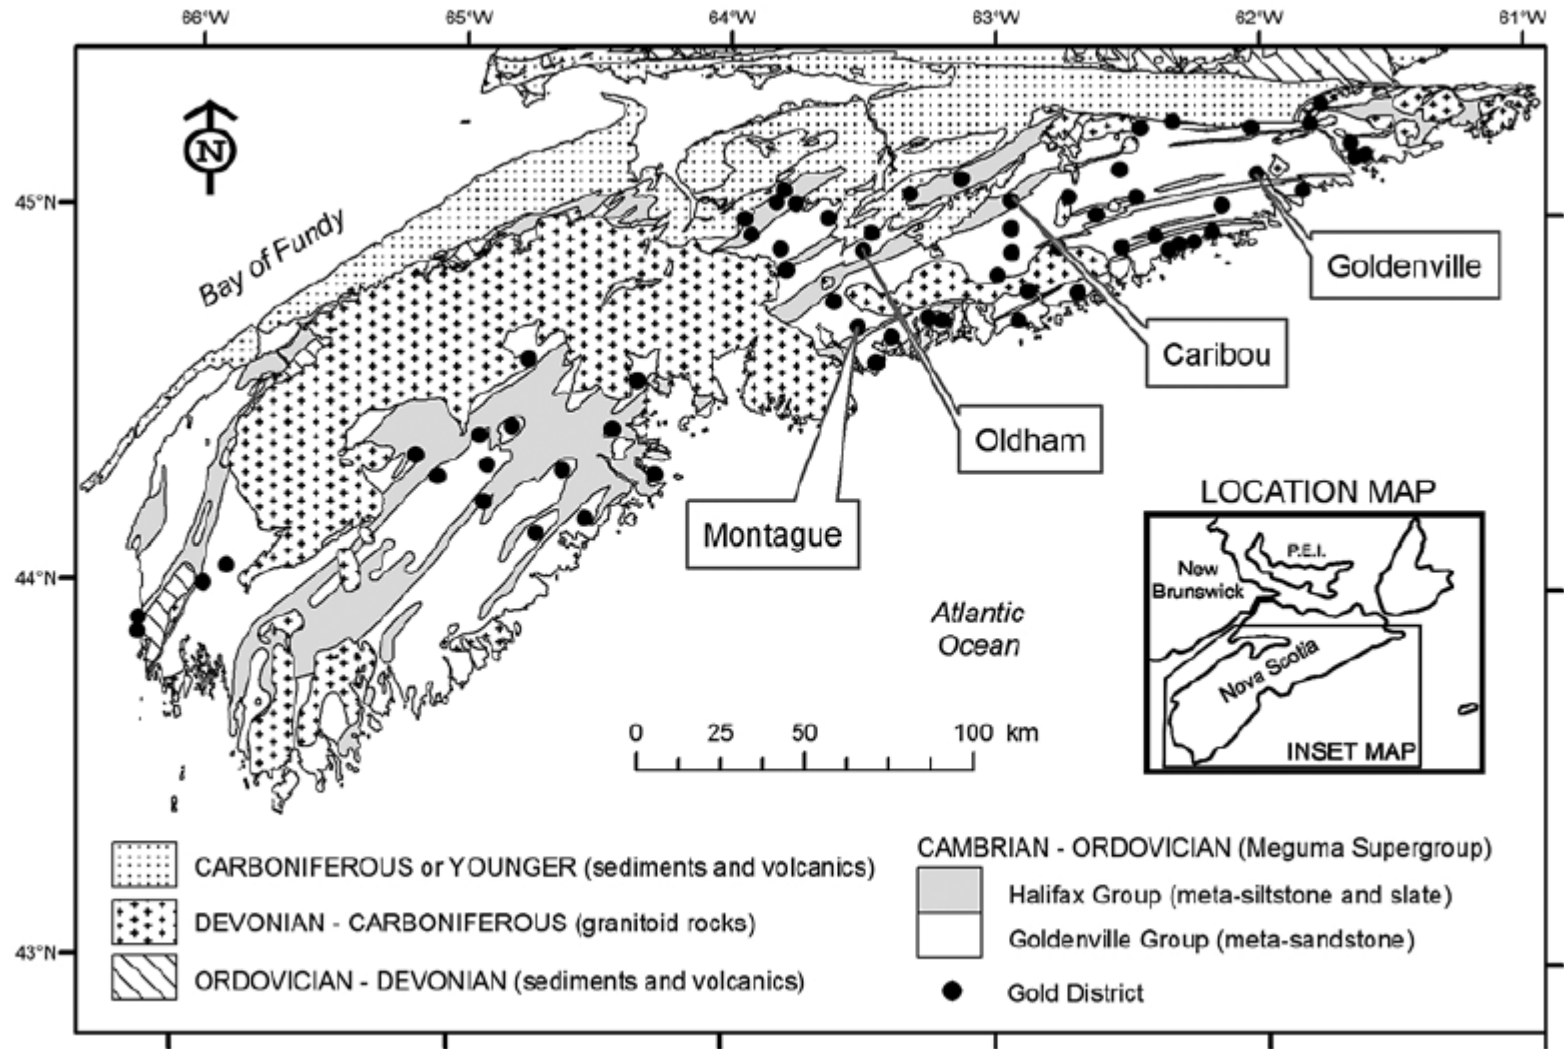 66°W 65°W 64°W 63°W 62°W 61°W
N
45°N
Bay of Fundy
Goldenville
Caribou
Oldham
Montague
44°N
Atlantic
Ocean
LOCATION MAP
P.E.I.
New
Brunswick
Nova Scotia
INSET MAP
0 25 50 100 km
CARBONIFEROUS or YOUNGER (sediments and volcanics)
DEVONIAN - CARBONIFEROUS (granitoid rocks)
ORDOVICIAN - DEVONIAN (sediments and volcanics)
43°N
CAMBRIAN - ORDOVICIAN (Meguma Supergroup)
Halifax Group (meta-siltstone and slate)
Goldenville Group (meta-sandstone)
Gold District